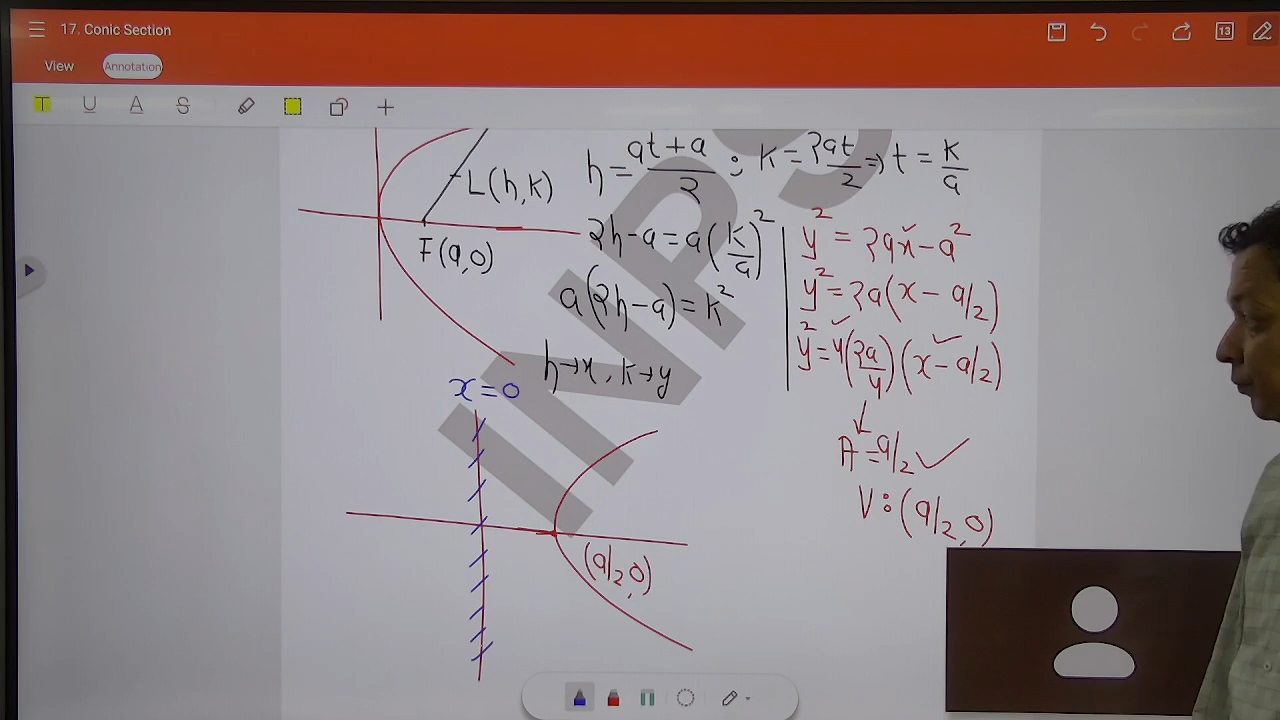 17. Conic Section
13
View
Annotation
T U A S
L(h,k)
F(a,0)
h = at + a / 2 ; k = 2at / 2 ⇒ t = k / a
2h - a = a (k/a)²
a(2h - a) = k²
h→x, k→y
y² = 2ax - a²
y² = 2a(x - a/2)
y² = 4(2a/4)(x - a/2)
A = a/2 ✓
V : (a/2, 0)
x = 0
(a/2, 0)